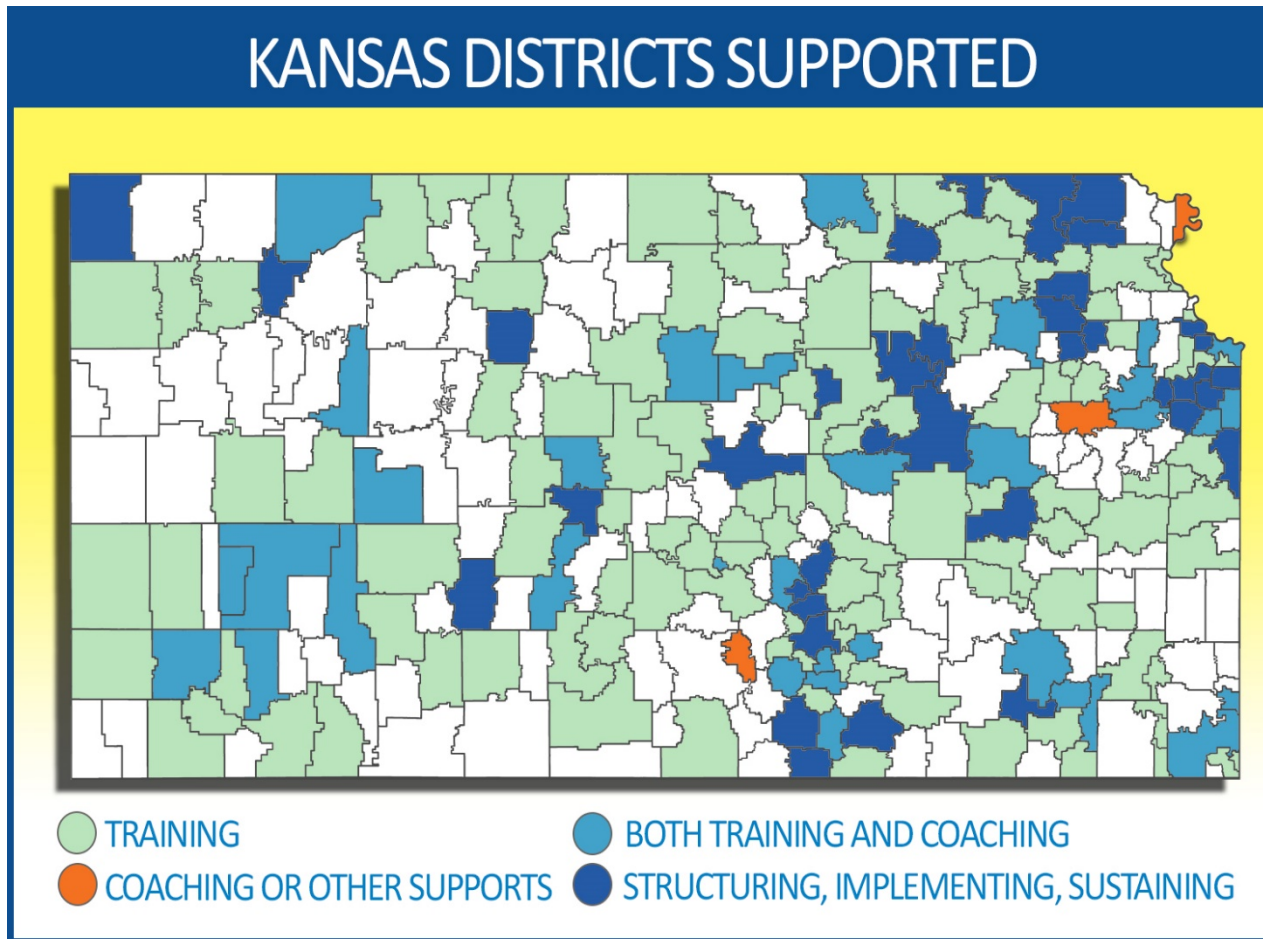 KANSAS DISTRICTS SUPPORTED
TRAINING
BOTH TRAINING AND COACHING
COACHING OR OTHER SUPPORTS
STRUCTURING, IMPLEMENTING, SUSTAINING